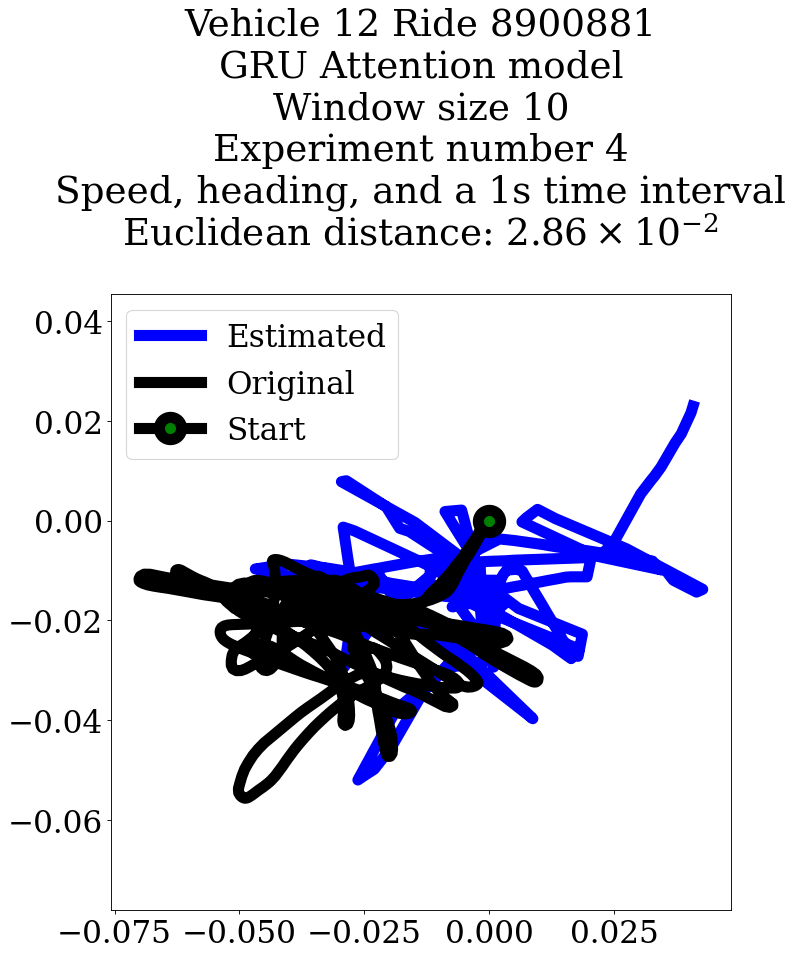 Vehicle 12 Ride 8900881
GRU Attention model
Window size 10
Experiment number 4
Speed, heading, and a 1s time interval
Euclidean distance: 2.86 × 10⁻²
Estimated
Original
Start
0.04
0.02
0.00
−0.02
−0.04
−0.06
−0.075 −0.050 −0.025 0.000 0.025